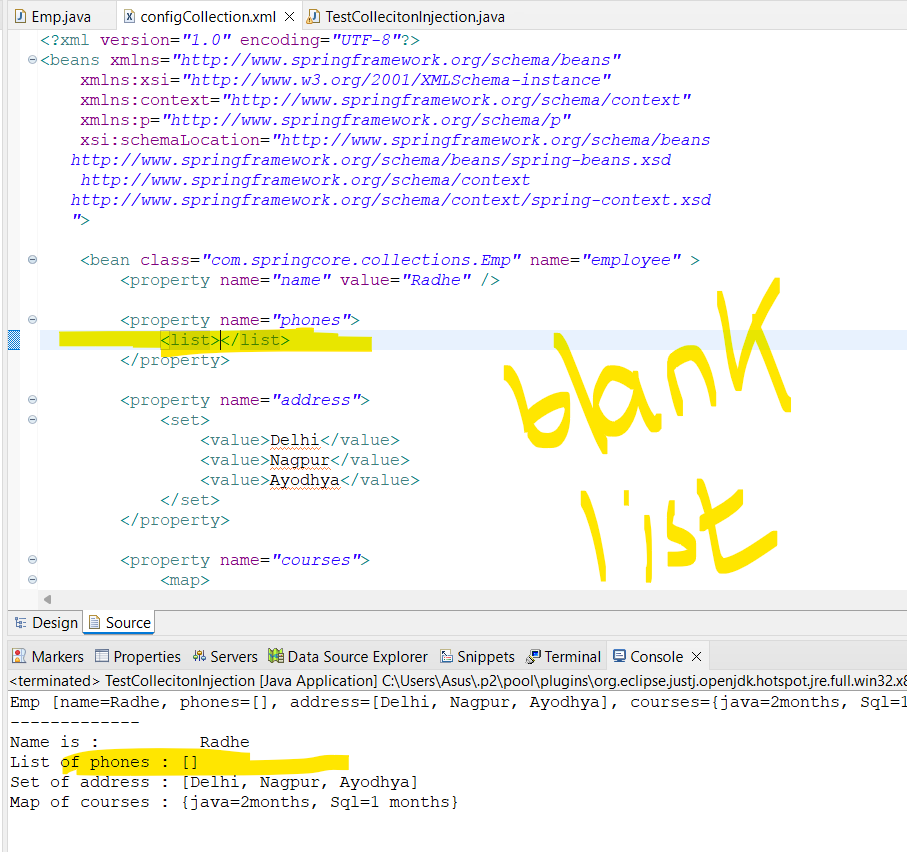 Emp.java configCollection.xml TestCollecitonInjection.java
<?xml version="1.0" encoding="UTF-8"?>
<beans xmlns="http://www.springframework.org/schema/beans"
xmlns:xsi="http://www.w3.org/2001/XMLSchema-instance"
xmlns:context="http://www.springframework.org/schema/context"
xmlns:p="http://www.springframework.org/schema/p"
xsi:schemaLocation="http://www.springframework.org/schema/beans
http://www.springframework.org/schema/beans/spring-beans.xsd
http://www.springframework.org/schema/context
http://www.springframework.org/schema/context/spring-context.xsd
">
<bean class="com.springcore.collections.Emp" name="employee" >
<property name="name" value="Radhe" />
<property name="phones">
<list></list>
</property>
blank
<property name="address">
<set>
<value>Delhi</value>
<value>Nagpur</value>
<value>Ayodhya</value>
</set>
</property>
list
<property name="courses">
<map>
Design Source
Markers Properties Servers Data Source Explorer Snippets Terminal Console
<terminated> TestCollecitonInjection [Java Application] C:\Users\Asus\.p2\pool\plugins\org.eclipse.justj.openjdk.hotspot.jre.full.win32.x8
Emp [name=Radhe, phones=[], address=[Delhi, Nagpur, Ayodhya], courses={java=2months, Sql=1
-------------
Name is : Radhe
List of phones : []
Set of address : [Delhi, Nagpur, Ayodhya]
Map of courses : {java=2months, Sql=1 months}